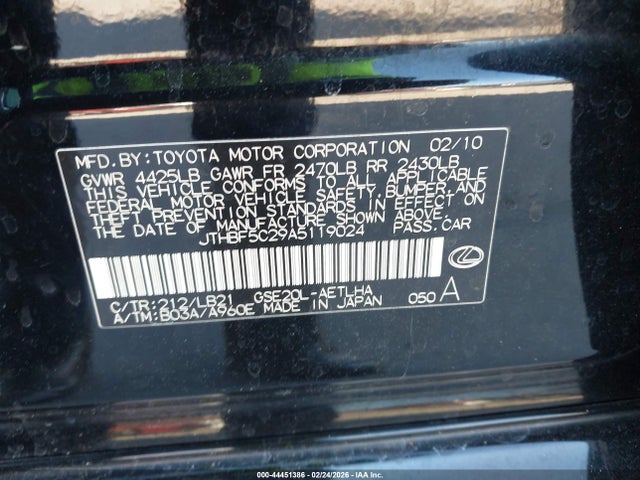 MFD.BY:TOYOTA MOTOR CORPORATION 02/10
GVWR 4425LB GAWR FR 2470LB RR 2430LB
THIS VEHICLE CONFORMS TO ALL APPLICABLE
FEDERAL MOTOR VEHICLE SAFETY,BUMPER,AND
THEFT PREVENTION STANDARDS IN EFFECT ON
THE DATE OF MANUFACTURE SHOWN ABOVE.
JTHBF5C29A5119024 PASS.CAR
C/TR:212/LB21 GSE20L-AETLHA
A/TM:B03A/A960E MADE IN JAPAN 050 A
000-44451386 - 02/24/2026 - IAA Inc.